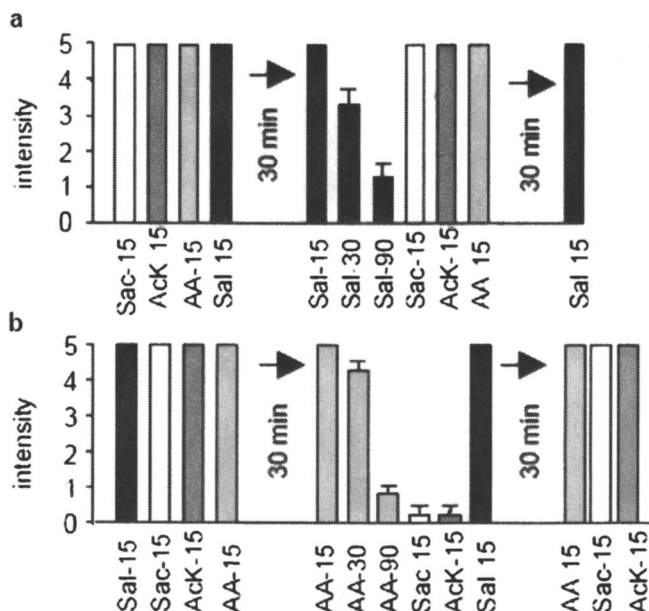 a
intensity
5
4
3
2
1
0
30 min
30 min
Sac-15
AcK 15
AA-15
Sal 15
Sal-15
Sal-30
Sal-90
Sac-15
AcK-15
AA 15
Sal 15
b
intensity
5
4
3
2
1
0
30 min
30 min
Sal-15
Sac-15
AcK-15
AA-15
AA-15
AA-30
AA-90
Sac 15
AcK-15
Sal 15
AA 15
Sac-15
AcK-15